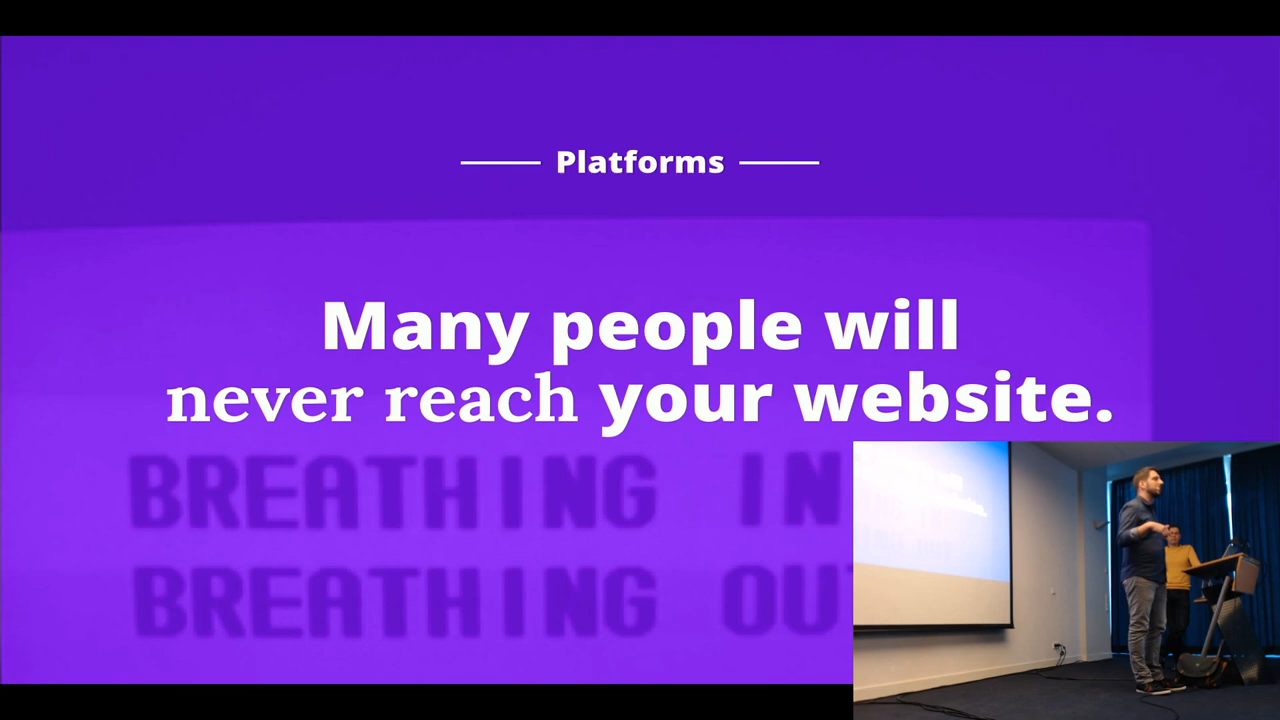 Platforms
Many people will
never reach your website.
BREATHING IN
BREATHING OU